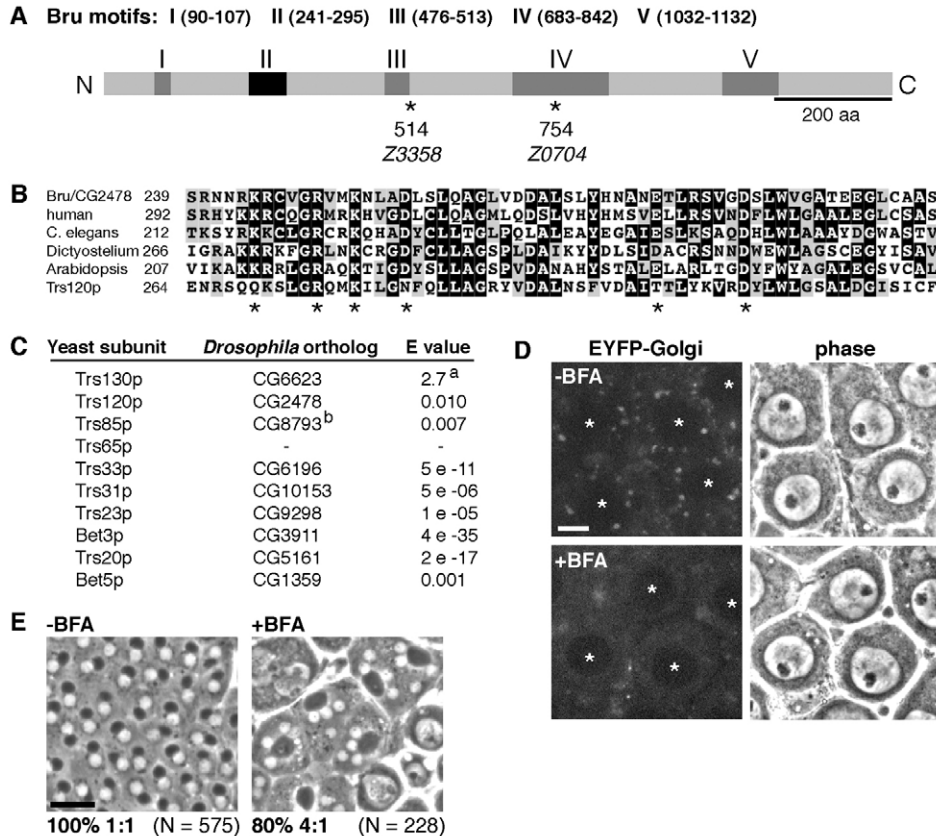 A Bru motifs: I (90-107) II (241-295) III (476-513) IV (683-842) V (1032-1132)
I II III IV V
N C
* *
514 754 200 aa
Z3358 Z0704
B
Bru/CG2478 239 SRNNRKRCVGRVMKNLADLSLQAGLVDDALSLYHNANETLRSVGDSLWVGATEEGLCAAS
human 292 SRHYKKRCQGRMRKHVGDLCLQAGMLQDSLVHYHMSVELLRSVNDFLWLGAALEGLCSAS
C. elegans 212 TKSYRKKCLGRCRKQHADYCLLTGLPQLALEAYEGAIESLKSAQDHLWLAAAYDGWASTV
Dictyostelium 266 IGRAKKRKFGRLNKCRGDFCLLAGSPLDAIKYYDLSIDACRSNNDWEWLAGSCEGYISAV
Arabidopsis 207 VIKAKKRRLGRAQKTIGDYSLLAGSPVDANAHYSTALELARLTGDYFWYAGALEGSVCAL
Trs120p 264 ENRSQQKSLGRQMKILGNFQLLAGRYVDALNSFVDAITTLYKVRDYLWLGSALDGISICF
* * * * * *
C Yeast subunit Drosophila ortholog E value
Trs130p CG6623 2.7 a
Trs120p CG2478 0.010
Trs85p CG8793 b 0.007
Trs65p - -
Trs33p CG6196 5 e -11
Trs31p CG10153 5 e -06
Trs23p CG9298 1 e -05
Bet3p CG3911 4 e -35
Trs20p CG5161 2 e -17
Bet5p CG1359 0.001
D EYFP-Golgi phase
-BFA
* * * * *
+BFA
* * * *
E -BFA +BFA
100% 1:1 (N = 575) 80% 4:1 (N = 228)